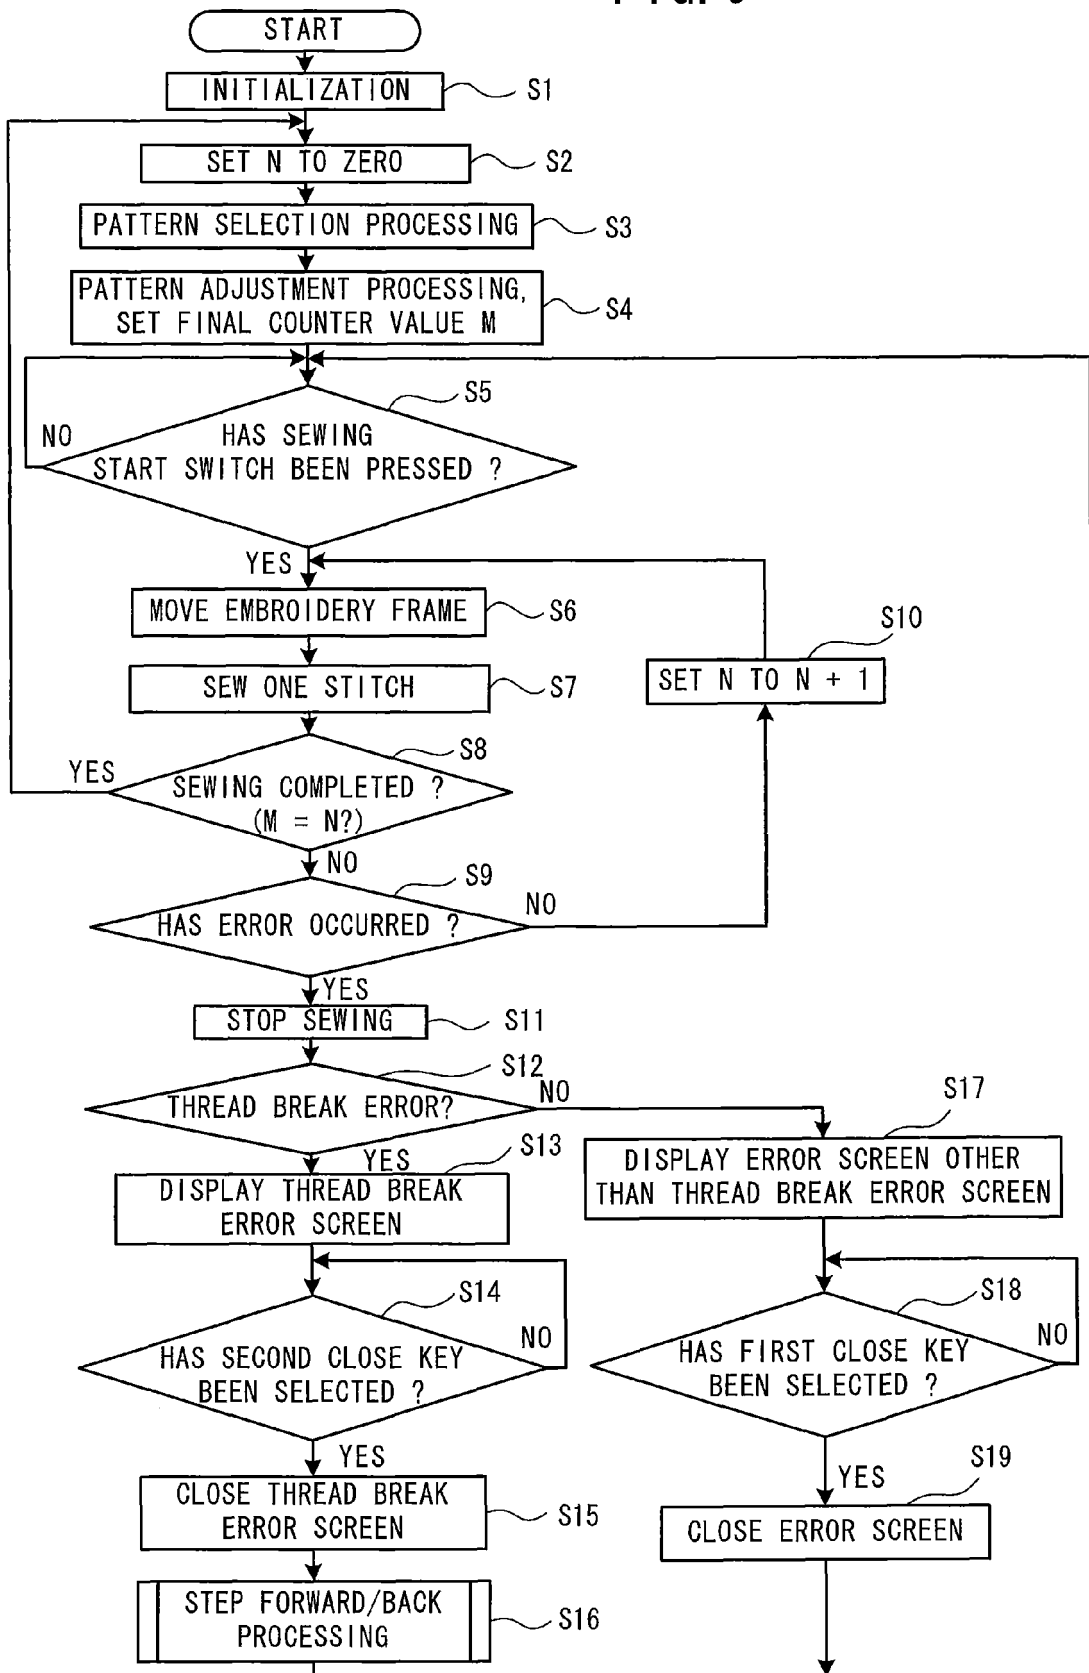 START
INITIALIZATION
S1
SET N TO ZERO
S2
PATTERN SELECTION PROCESSING
S3
PATTERN ADJUSTMENT PROCESSING,
SET FINAL COUNTER VALUE M
S4
S5
NO
HAS SEWING
START SWITCH BEEN PRESSED ?
YES
MOVE EMBROIDERY FRAME
S6
S10
SET N TO N + 1
SEW ONE STITCH
S7
S8
YES
SEWING COMPLETED ?
(M = N?)
NO
S9
HAS ERROR OCCURRED ?
NO
YES
STOP SEWING
S11
S12
THREAD BREAK ERROR?
NO
S17
YES
S13
DISPLAY THREAD BREAK
ERROR SCREEN
DISPLAY ERROR SCREEN OTHER
THAN THREAD BREAK ERROR SCREEN
S14
HAS SECOND CLOSE KEY
BEEN SELECTED ?
NO
S18
HAS FIRST CLOSE KEY
BEEN SELECTED ?
NO
YES
CLOSE THREAD BREAK
ERROR SCREEN
S15
YES
S19
CLOSE ERROR SCREEN
STEP FORWARD/BACK
PROCESSING
S16